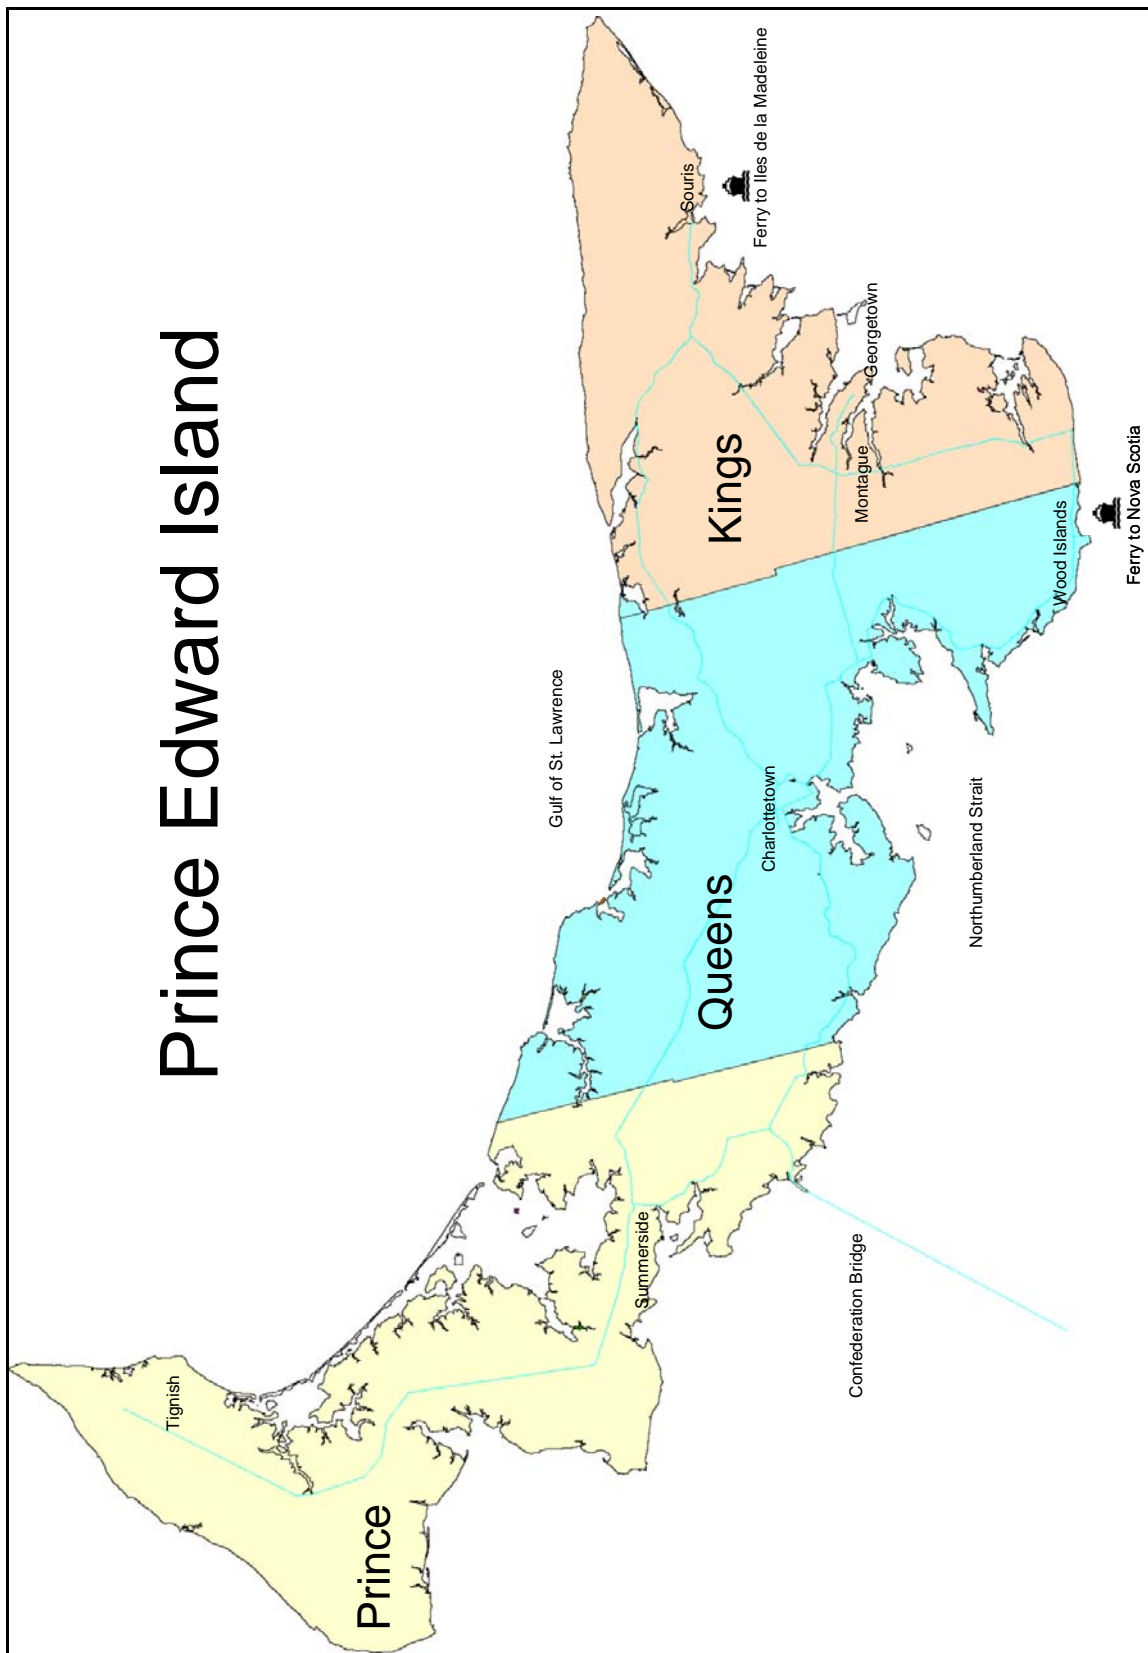 Prince Edward Island
Gulf of St. Lawrence
Tignish
Prince
Summerside
Confederation Bridge
Queens
Charlottetown
Northumberland Strait
Kings
Souris
Ferry to Iles de la Madeleine
Georgetown
Montague
Wood Islands
Ferry to Nova Scotia